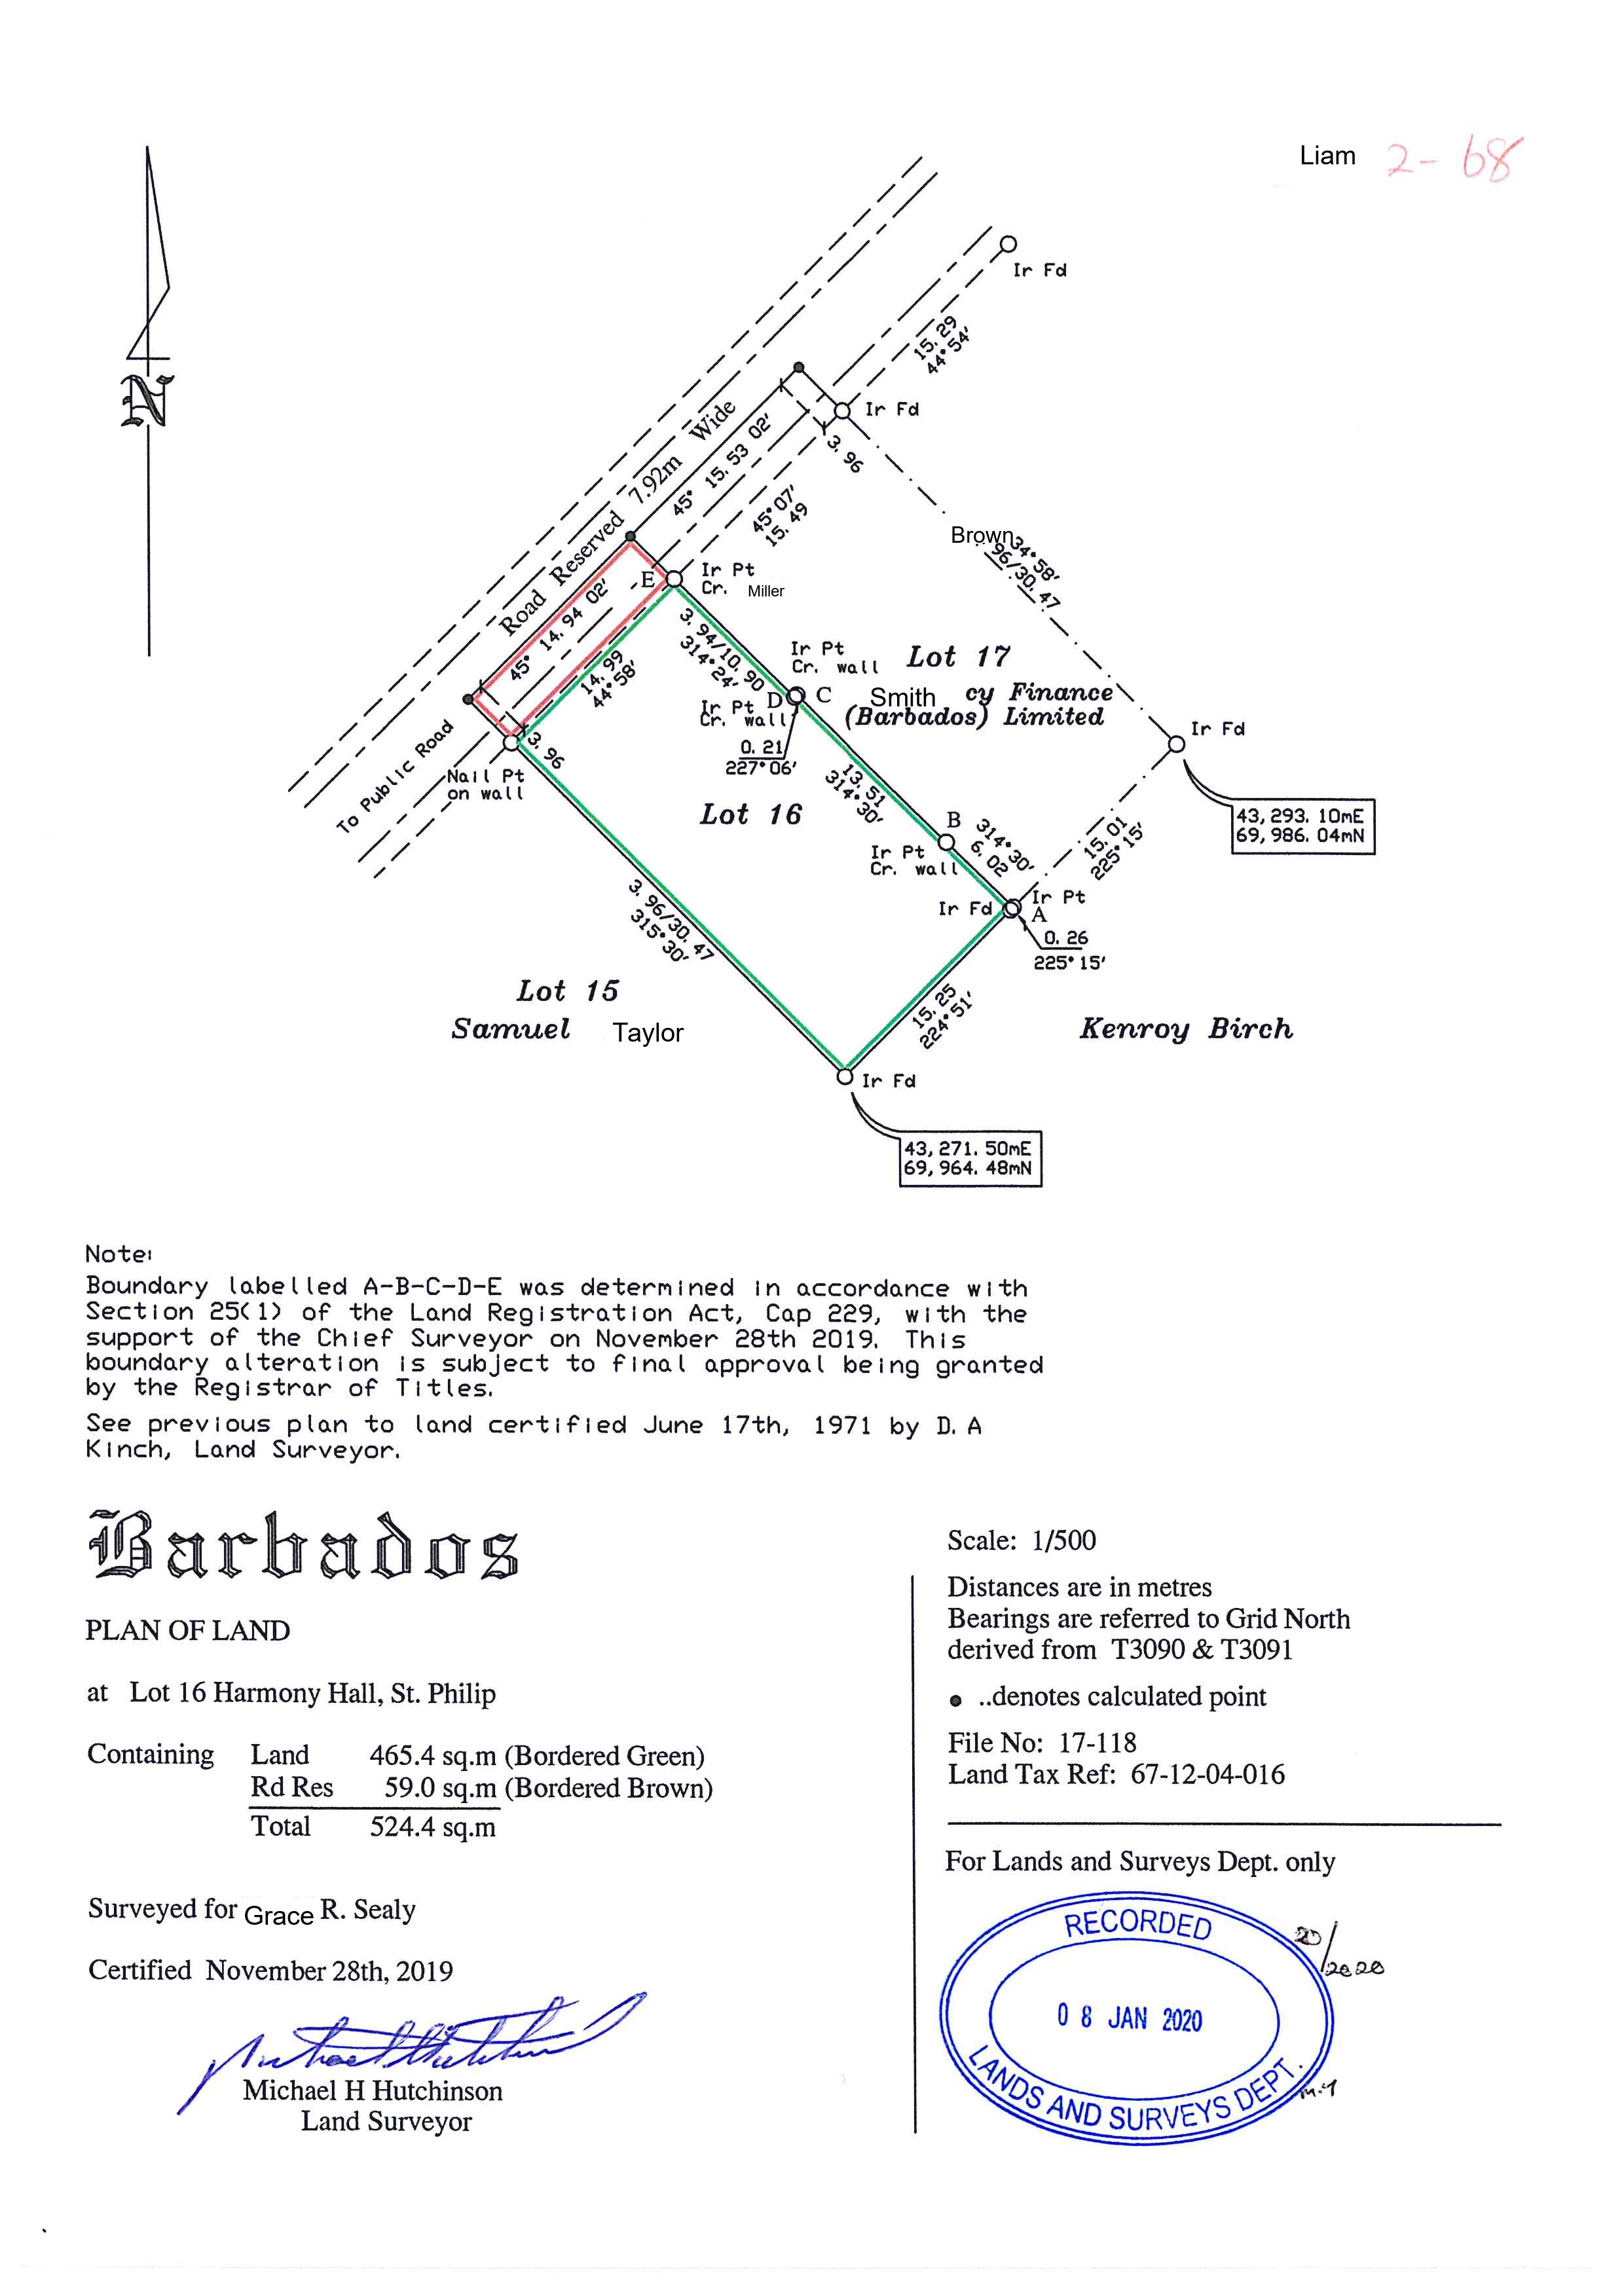 Liam 2-68
Ir Fd
15.29
44°54'
Ir Fd
3.96
Road Reserved 7.92m Wide
45° 15.53 02'
45°07'
15.49
Brown 34°58'
96/30.47
E
Ir Pt
Cr. Miller
45° 14.94 02'
14.99
44°58'
3.94/10.90
314°24'
Ir Pt
Cr. wall
Lot 17
D C
Smith cy Finance
(Barbados) Limited
Ir Pt
Cr. wall
0.21
227°06'
Ir Fd
To Public Road
3.96
Nail Pt
on wall
Lot 16
13.51
314°30'
B
314°30'
6.02
Ir Pt
Cr. wall
15.01
225°15'
43,293.10mE
69,986.04mN
Ir Fd
Ir Pt
A
0.26
225°15'
3.96/30.47
315°30'
Lot 15
Samuel Taylor
15.25
224°51'
Kenroy Birch
Ir Fd
43,271.50mE
69,964.48mN
N
Note:
Boundary labelled A-B-C-D-E was determined in accordance with
Section 25(1) of the Land Registration Act, Cap 229, with the
support of the Chief Surveyor on November 28th 2019. This
boundary alteration is subject to final approval being granted
by the Registrar of Titles.
See previous plan to land certified June 17th, 1971 by D. A
Kinch, Land Surveyor.
Barbados
PLAN OF LAND
at Lot 16 Harmony Hall, St. Philip
Containing Land 465.4 sq.m (Bordered Green)
Rd Res 59.0 sq.m (Bordered Brown)
Total 524.4 sq.m
Surveyed for Grace R. Sealy
Certified November 28th, 2019
Michael H Hutchinson
Land Surveyor
Scale: 1/500
Distances are in metres
Bearings are referred to Grid North
derived from T3090 & T3091
● ..denotes calculated point
File No: 17-118
Land Tax Ref: 67-12-04-016
For Lands and Surveys Dept. only
RECORDED
08 JAN 2020
LANDS AND SURVEYS DEPT.
20/2020